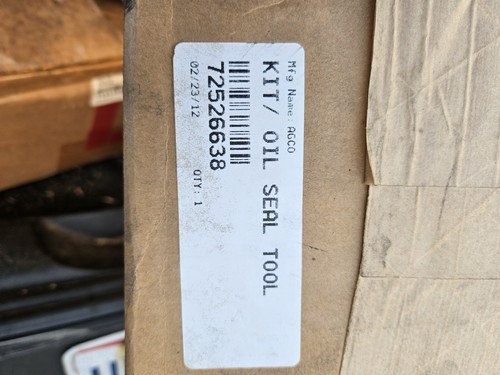 Mfg Name: AGCO
KIT/ OIL SEAL TOOL
72526638
02/23/12 QTY: 1